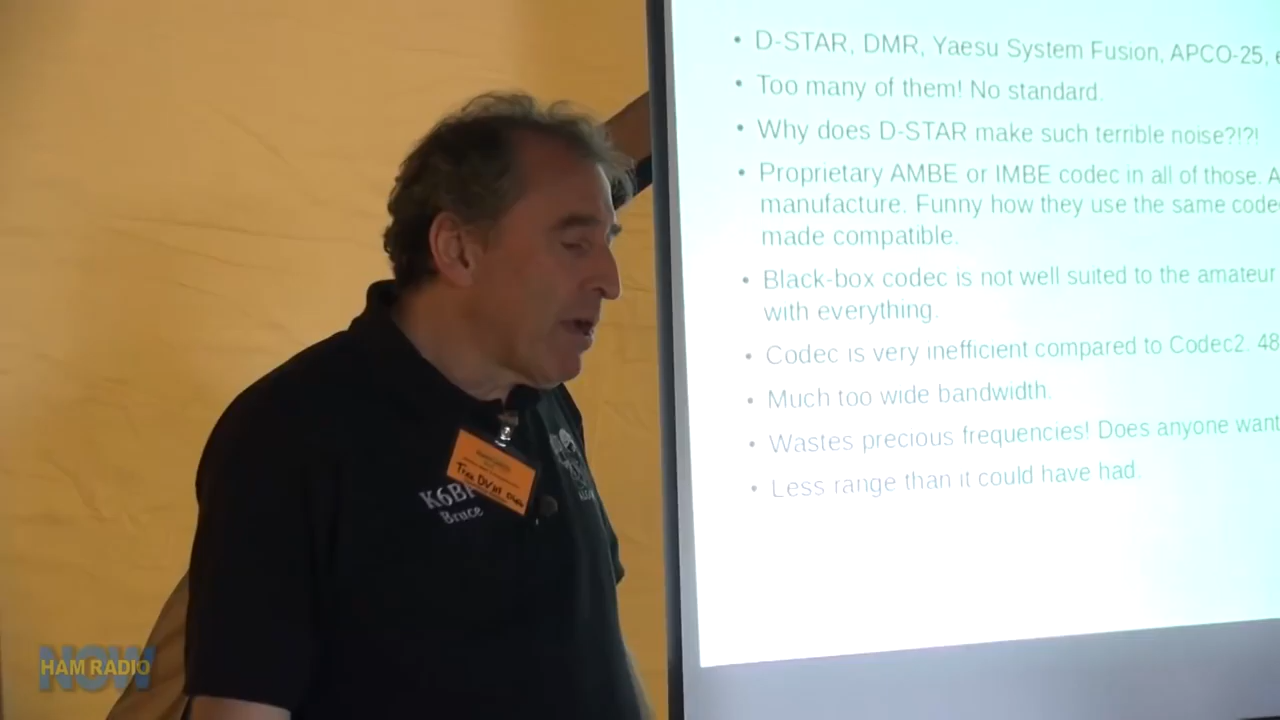 • D-STAR, DMR, Yaesu System Fusion, APCO-25,
• Too many of them! No standard.
• Why does D-STAR make such terrible noise?!?!
• Proprietary AMBE or IMBE codec in all of those. A
manufacture. Funny how they use the same code
made compatible.
• Black-box codec is not well suited to the amateur
with everything.
• Codec is very inefficient compared to Codec2. 48
• Much too wide bandwidth.
• Wastes precious frequencies! Does anyone want
• Less range than it could have had.
K6BP
Bruce
HAM RADIO
NOW